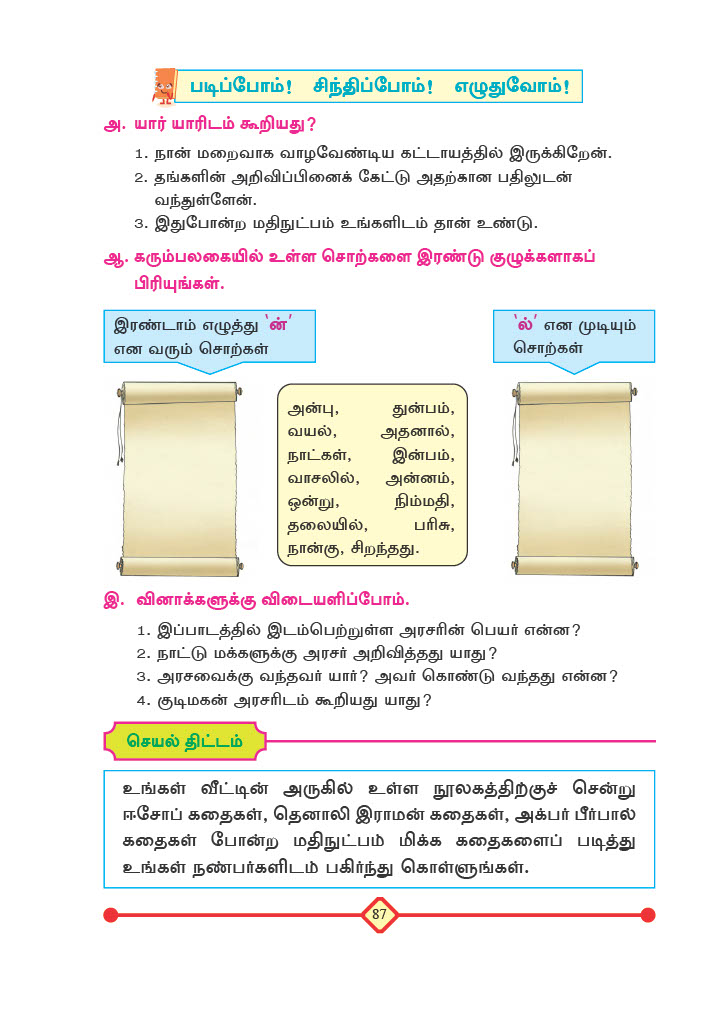 படிப்போம்! சிந்திப்போம்! எழுதுவோம்!
அ. யார் யாரிடம் கூறியது?
1. நான் மறைவாக வாழவேண்டிய கட்டாயத்தில் இருக்கிறேன்.
2. தங்களின் அறிவிப்பினைக் கேட்டு அதற்கான பதிலுடன்
வந்துள்ளேன்.
3. இதுபோன்ற மதிநுட்பம் உங்களிடம் தான் உண்டு.
ஆ. கரும்பலகையில் உள்ள சொற்களை இரண்டு குழுக்களாகப்
பிரியுங்கள்.
இரண்டாம் எழுத்து ‘ன்’
என வரும் சொற்கள்
‘ல்’ என முடியும்
சொற்கள்
அன்பு, துன்பம்,
வயல், அதனால்,
நாட்கள், இன்பம்,
வாசலில், அன்னம்,
ஒன்று, நிம்மதி,
தலையில், பரிசு,
நான்கு, சிறந்தது.
இ. வினாக்களுக்கு விடையளிப்போம்.
1. இப்பாடத்தில் இடம்பெற்றுள்ள அரசரின் பெயர் என்ன?
2. நாட்டு மக்களுக்கு அரசர் அறிவித்தது யாது?
3. அரசவைக்கு வந்தவர் யார்? அவர் கொண்டு வந்தது என்ன?
4. குடிமகன் அரசரிடம் கூறியது யாது?
செயல் திட்டம்
உங்கள் வீட்டின் அருகில் உள்ள நூலகத்திற்குச் சென்று
ஈசோப் கதைகள், தெனாலி இராமன் கதைகள், அக்பர் பீர்பால்
கதைகள் போன்ற மதிநுட்பம் மிக்க கதைகளைப் படித்து
உங்கள் நண்பர்களிடம் பகிர்ந்து கொள்ளுங்கள்.
87